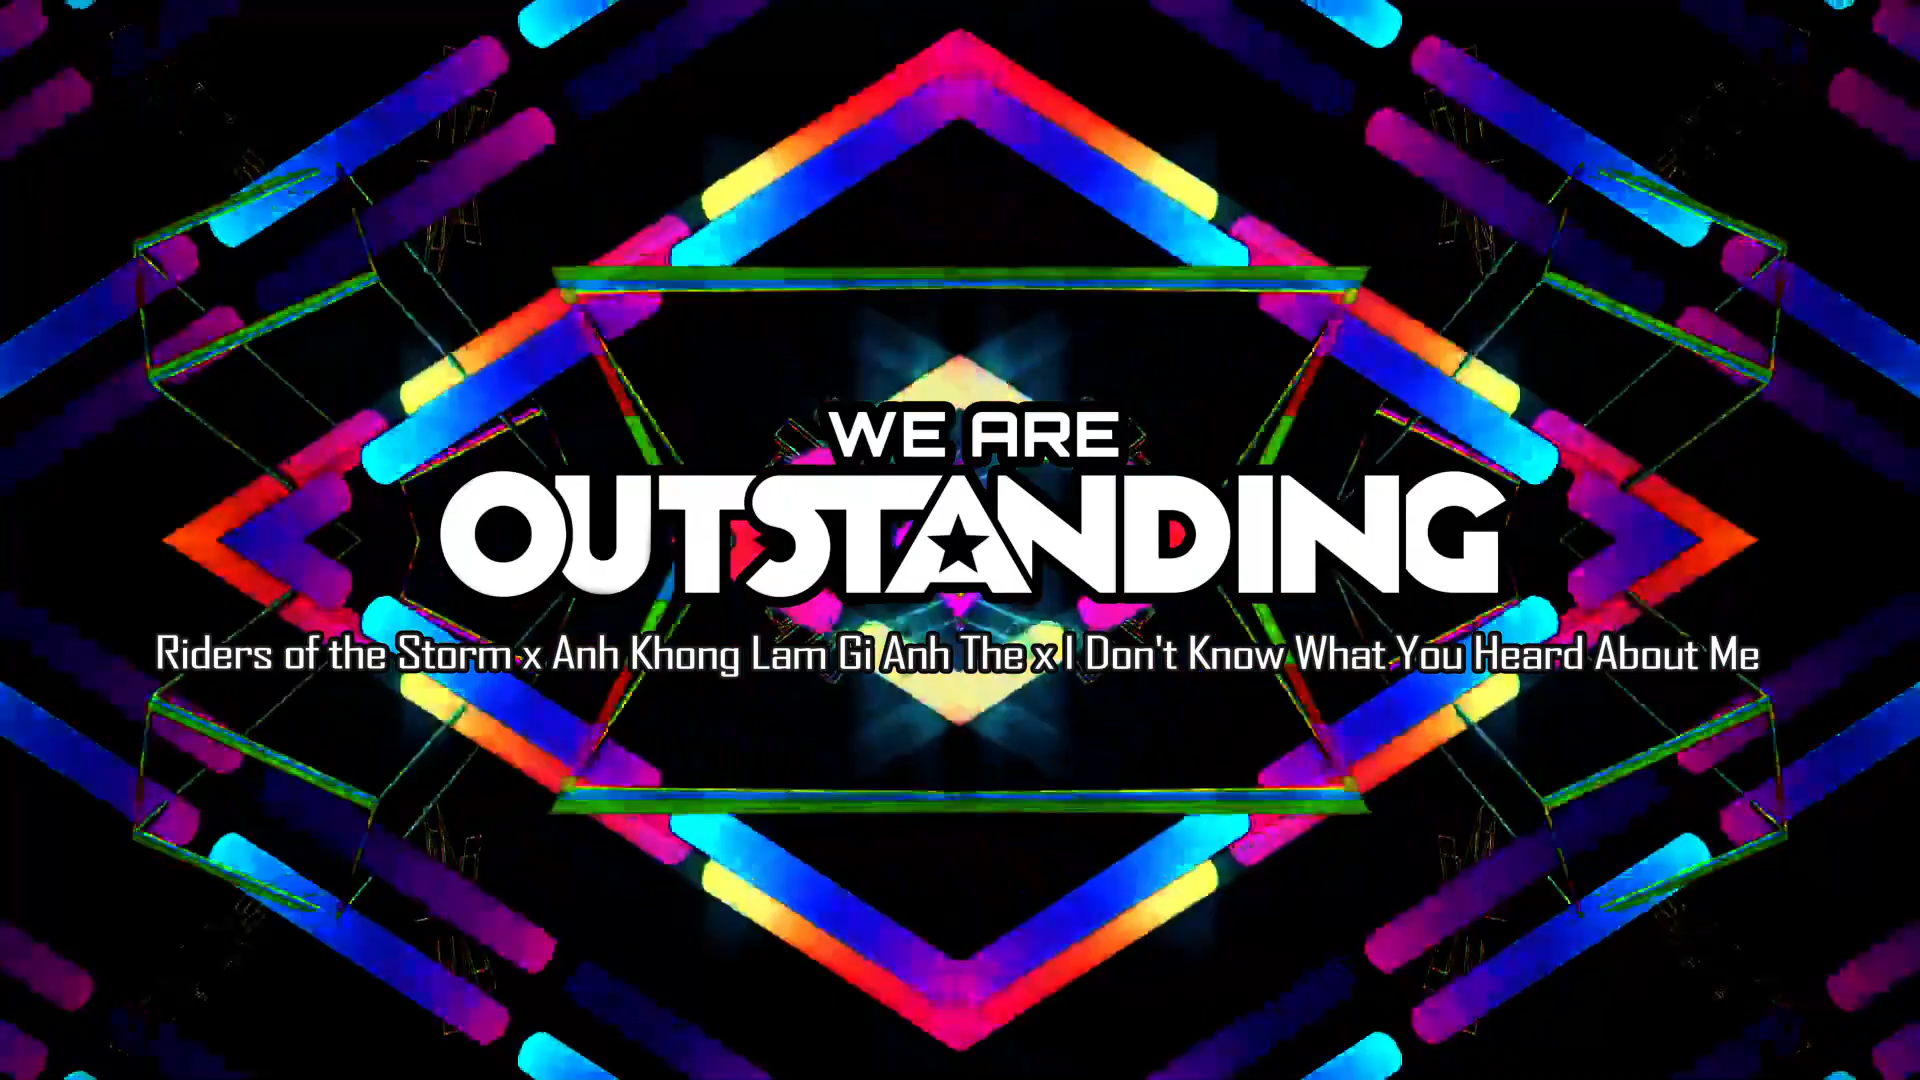 WE ARE
OUTSTANDING
Riders of the Storm x Anh Khong Lam Gi Anh The x I Don't Know What You Heard About Me